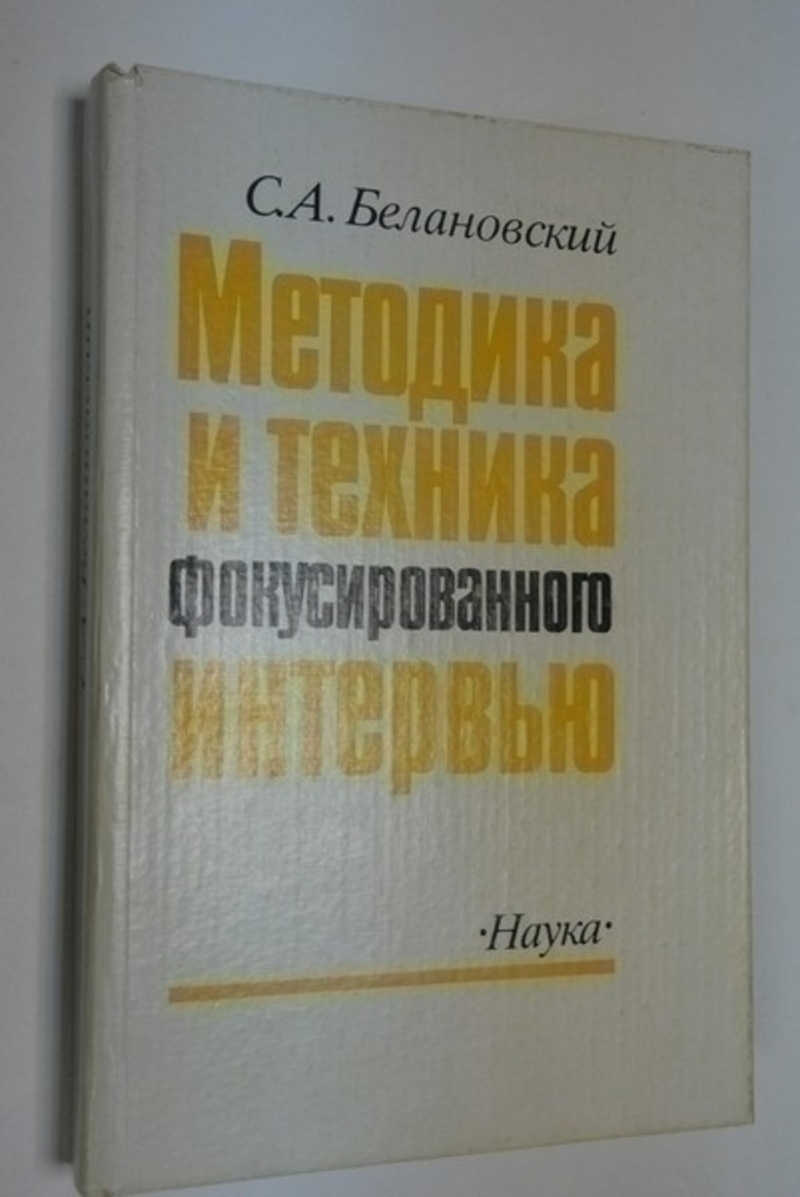 С.А. Белановский
Методика
и техника
фокусированного
интервью
·Наука·